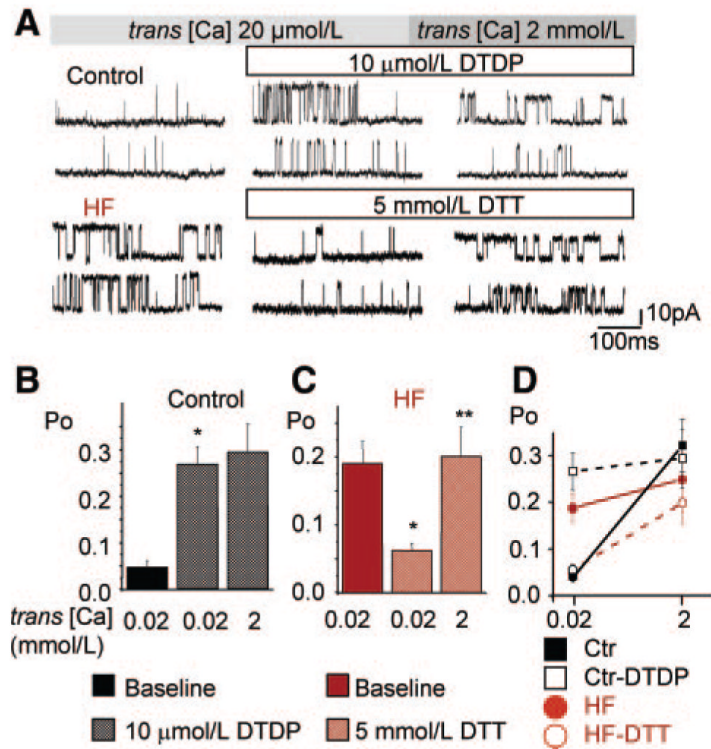 A
trans [Ca] 20 µmol/L trans [Ca] 2 mmol/L
Control
10 µmol/L DTDP
HF
5 mmol/L DTT
10pA
100ms
B C D
Po Control Po HF Po
* * **
*
0.3 0.3
0.2 0.2 0.2
0.1 0.1 0.1
0.0 0.0 0.0
trans [Ca] 0.02 0.02 2 0.02 0.02 2 0.02 2
(mmol/L)
Baseline Baseline
10 µmol/L DTDP 5 mmol/L DTT
Ctr
Ctr-DTDP
HF
HF-DTT